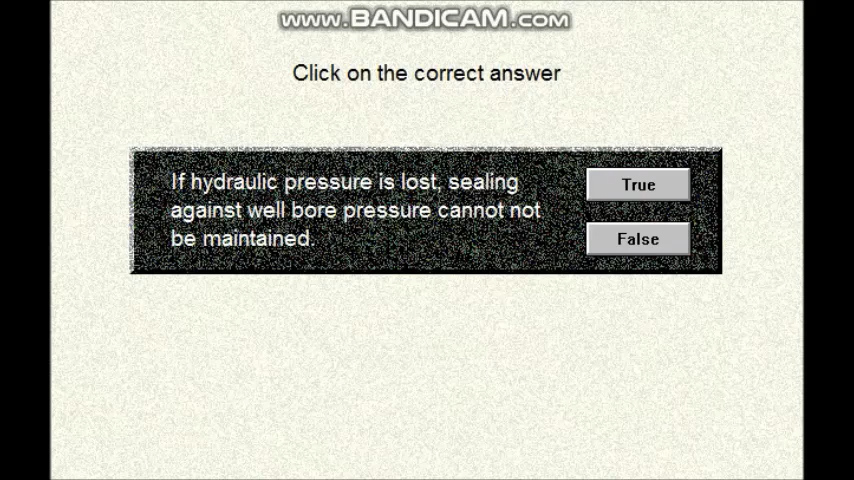 www.BANDICAM.com
Click on the correct answer
If hydraulic pressure is lost, sealing
against well bore pressure cannot not
be maintained.
True
False